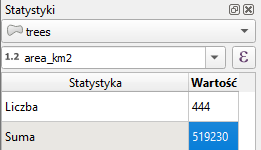 Statystyki
trees
1.2 area_km2
ε
Statystyka Wartość
Liczba 444
Suma 519230